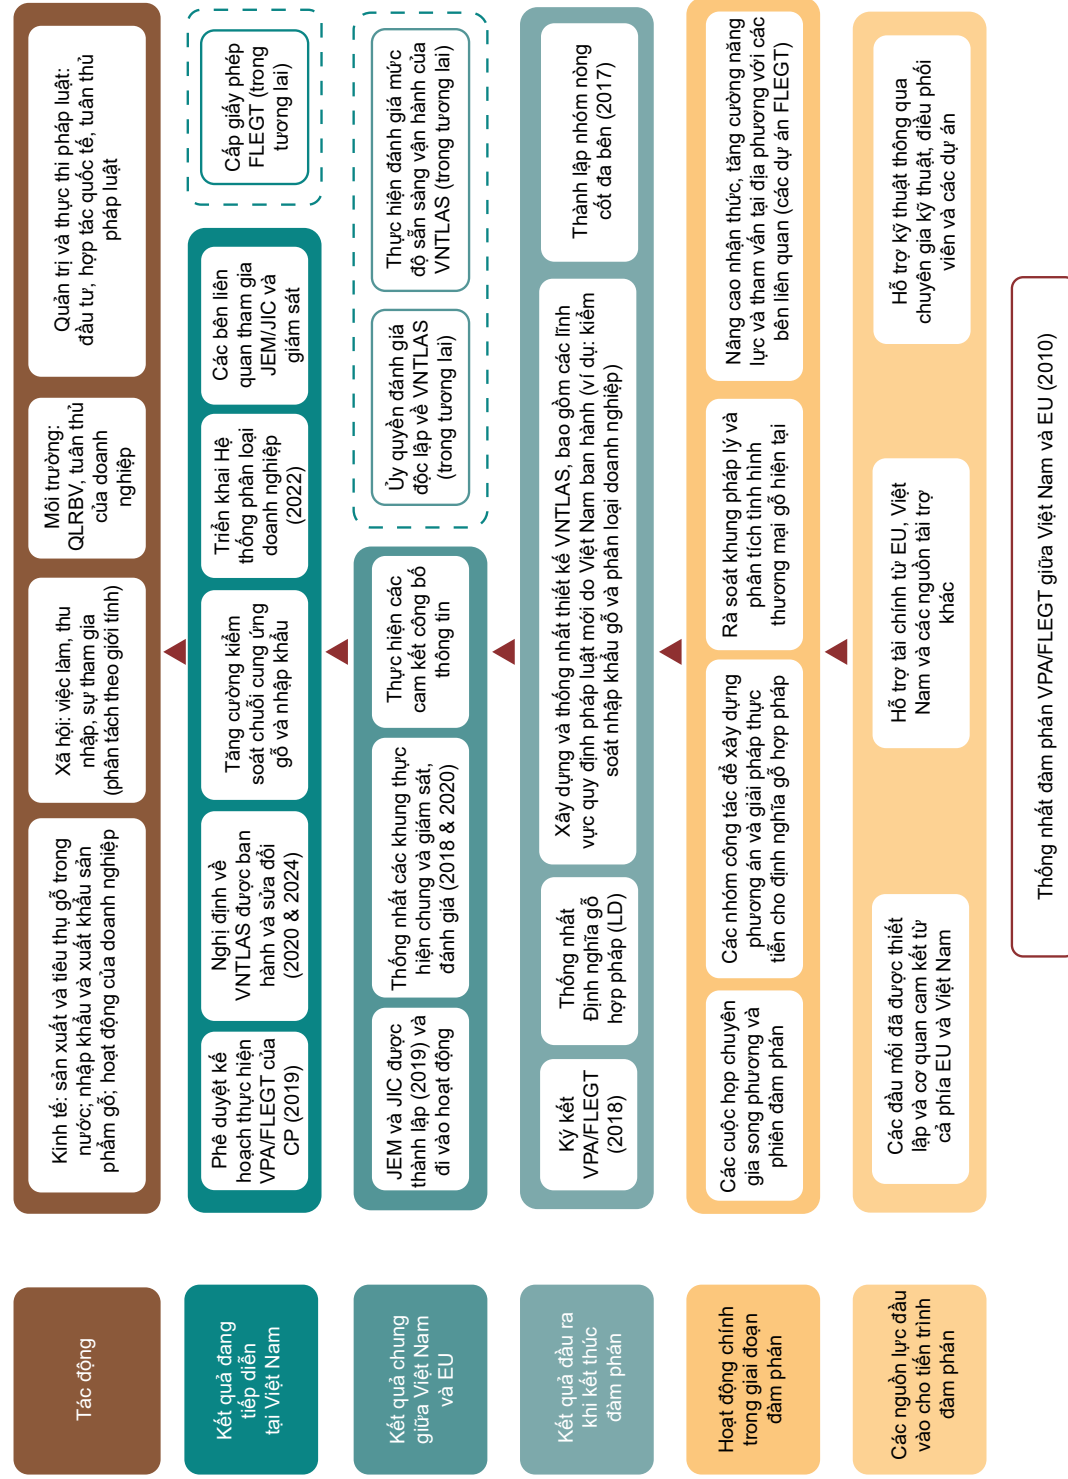 Tác động
Kinh tế: sản xuất và tiêu thụ gỗ trong
nước; nhập khẩu và xuất khẩu sản
phẩm gỗ; hoạt động của doanh nghiệp
Xã hội: việc làm, thu
nhập, sự tham gia
(phân tách theo giới tính)
Môi trường:
QLRBV, tuân thủ
của doanh
nghiệp
Quản trị và thực thi pháp luật:
đầu tư, hợp tác quốc tế, tuân thủ
pháp luật
Kết quả đang
tiếp diễn
tại Việt Nam
Phê duyệt kế
hoạch thực hiện
VPA/FLEGT của
CP (2019)
Nghị định về
VNTLAS được ban
hành và sửa đổi
(2020 & 2024)
Tăng cường kiểm
soát chuỗi cung ứng
gỗ và nhập khẩu
Triển khai Hệ
thống phân loại
doanh nghiệp
(2022)
Các bên liên
quan tham gia
JEM/JIC và
giám sát
Cấp giấy phép
FLEGT (trong
tương lai)
Kết quả chung
giữa Việt Nam
và EU
JEM và JIC được
thành lập (2019) và
đi vào hoạt động
Thống nhất các khung thực
hiện chung và giám sát,
đánh giá (2018 & 2020)
Thực hiện các
cam kết công bố
thông tin
Ủy quyền đánh giá
độc lập về VNTLAS
(trong tương lai)
Thực hiện đánh giá mức
độ sẵn sàng vận hành của
VNTLAS (trong tương lai)
Kết quả đầu ra
khi kết thúc
đàm phán
Ký kết
VPA/FLEGT
(2018)
Thống nhất
Định nghĩa gỗ
hợp pháp (LD)
Xây dựng và thống nhất thiết kế VNTLAS, bao gồm các lĩnh
vực quy định pháp luật mới do Việt Nam ban hành (ví dụ: kiểm
soát nhập khẩu gỗ và phân loại doanh nghiệp)
Thành lập nhóm nòng
cốt đa bên (2017)
Hoạt động chính
trong giai đoạn
đàm phán
Các cuộc họp chuyên
gia song phương và
phiên đàm phán
Các nhóm công tác để xây dựng
phương án và giải pháp thực
tiễn cho định nghĩa gỗ hợp pháp
Rà soát khung pháp lý và
phân tích tình hình
thương mại gỗ hiện tại
Nâng cao nhận thức, tăng cường năng
lực và tham vấn tại địa phương với các
bên liên quan (các dự án FLEGT)
Các nguồn lực đầu
vào cho tiến trình
đàm phán
Các đầu mối đã được thiết
lập và cơ quan cam kết từ
cả phía EU và Việt Nam
Hỗ trợ tài chính từ EU, Việt
Nam và các nguồn tài trợ
khác
Hỗ trợ kỹ thuật thông qua
chuyên gia kỹ thuật, điều phối
viên và các dự án
Thống nhất đàm phán VPA/FLEGT giữa Việt Nam và EU (2010)